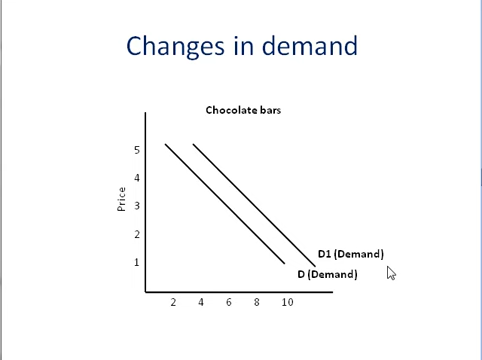 Changes in demand
Chocolate bars
5
4
3
2
1
Price
D1 (Demand)
D (Demand)
2 4 6 8 10